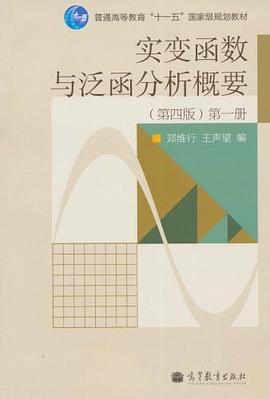 普通高等教育“十一五”国家级规划教材
实变函数
与泛函分析概要
（第四版）第一册
郑维行 王声望 编
高等教育出版社